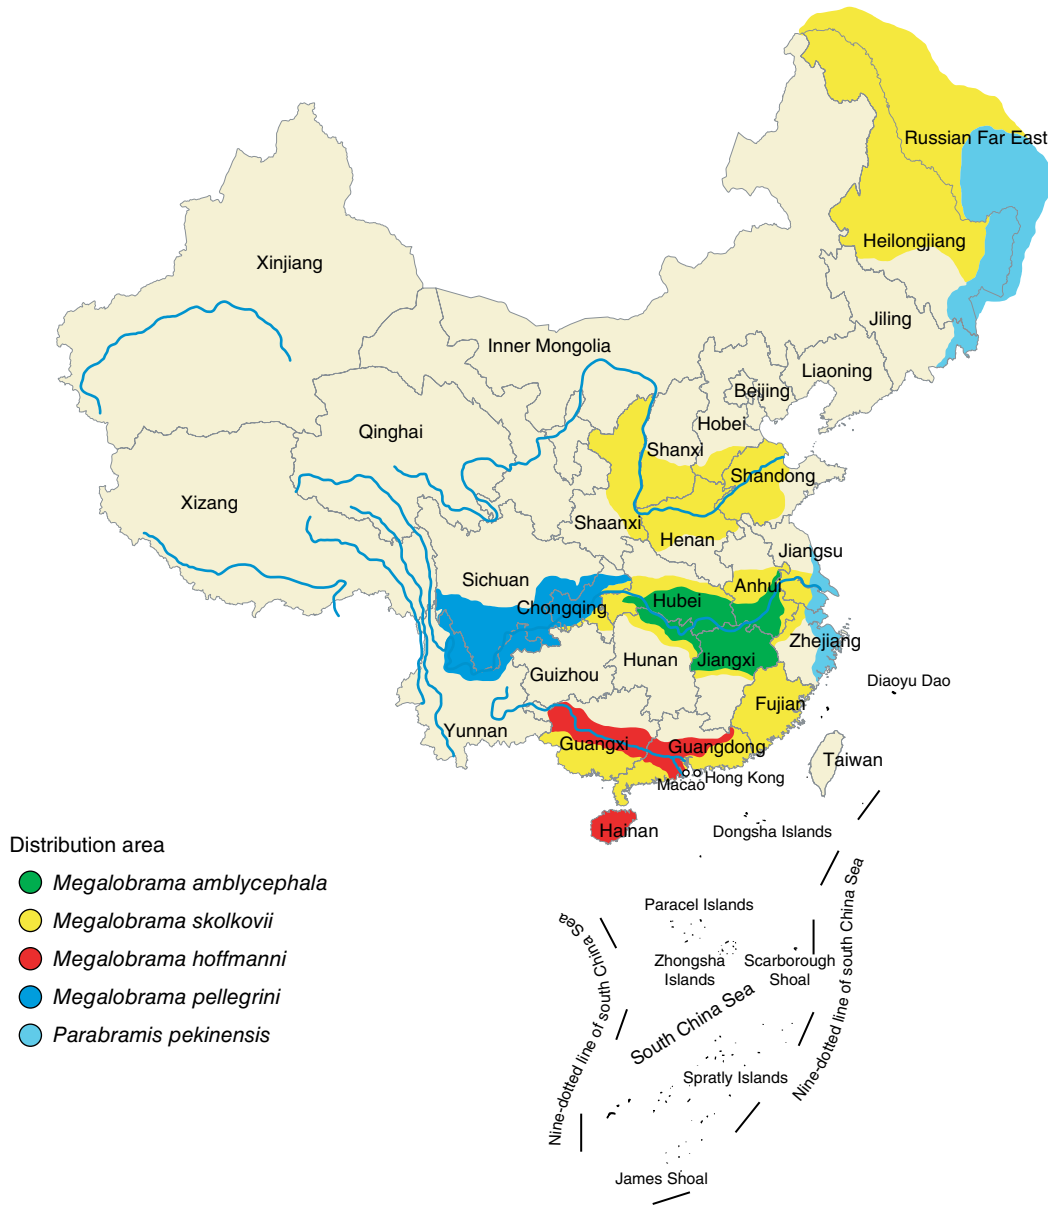 Russian Far East
Heilongjiang
Xinjiang
Jiling
Inner Mongolia
Liaoning
Beijing
Qinghai
Hobei
Shanxi
Shandong
Xizang
Shaanxi
Henan
Jiangsu
Sichuan
Anhui
Chongqing
Hubei
Zhejiang
Hunan
Jiangxi
Guizhou
Diaoyu Dao
Fujian
Yunnan
Guangxi
Guangdong
Taiwan
Macao
Hong Kong
Hainan
Dongsha Islands
Distribution area
Megalobrama amblycephala
Megalobrama skolkovii
Megalobrama hoffmanni
Megalobrama pellegrini
Parabramis pekinensis
Paracel Islands
Zhongsha
Islands
Scarborough
Shoal
South China Sea
Nine-dotted line of south China Sea
Nine-dotted line of south China Sea
Spratly Islands
James Shoal